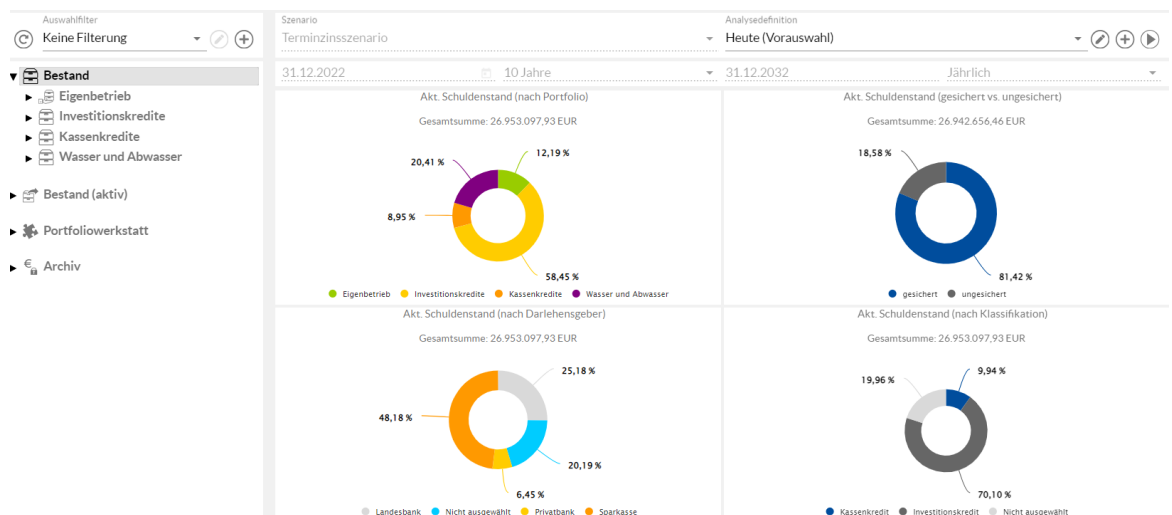 Auswahlfilter
Keine Filterung
Bestand
Eigenbetrieb
Investitionskredite
Kassenkredite
Wasser und Abwasser
Bestand (aktiv)
Portfoliowerkstatt
Archiv
Szenario
Terminzinsszenario
Analysedefinition
Heute (Vorauswahl)
31.12.2022 10 Jahre 31.12.2032 Jährlich
Akt. Schuldenstand (nach Portfolio)
Gesamtsumme: 26.953.097,93 EUR
20,41 %
12,19 %
8,95 %
58,45 %
Eigenbetrieb Investitionskredite Kassenkredite Wasser und Abwasser
Akt. Schuldenstand (gesichert vs. ungesichert)
Gesamtsumme: 26.942.656,46 EUR
18,58 %
81,42 %
gesichert ungesichert
Akt. Schuldenstand (nach Darlehensgeber)
Gesamtsumme: 26.953.097,93 EUR
25,18 %
48,18 %
20,19 %
6,45 %
Landesbank Nicht ausgewählt Privatbank Sparkasse
Akt. Schuldenstand (nach Klassifikation)
Gesamtsumme: 26.953.097,93 EUR
19,96 %
9,94 %
70,10 %
Kassenkredit Investitionskredit Nicht ausgewählt